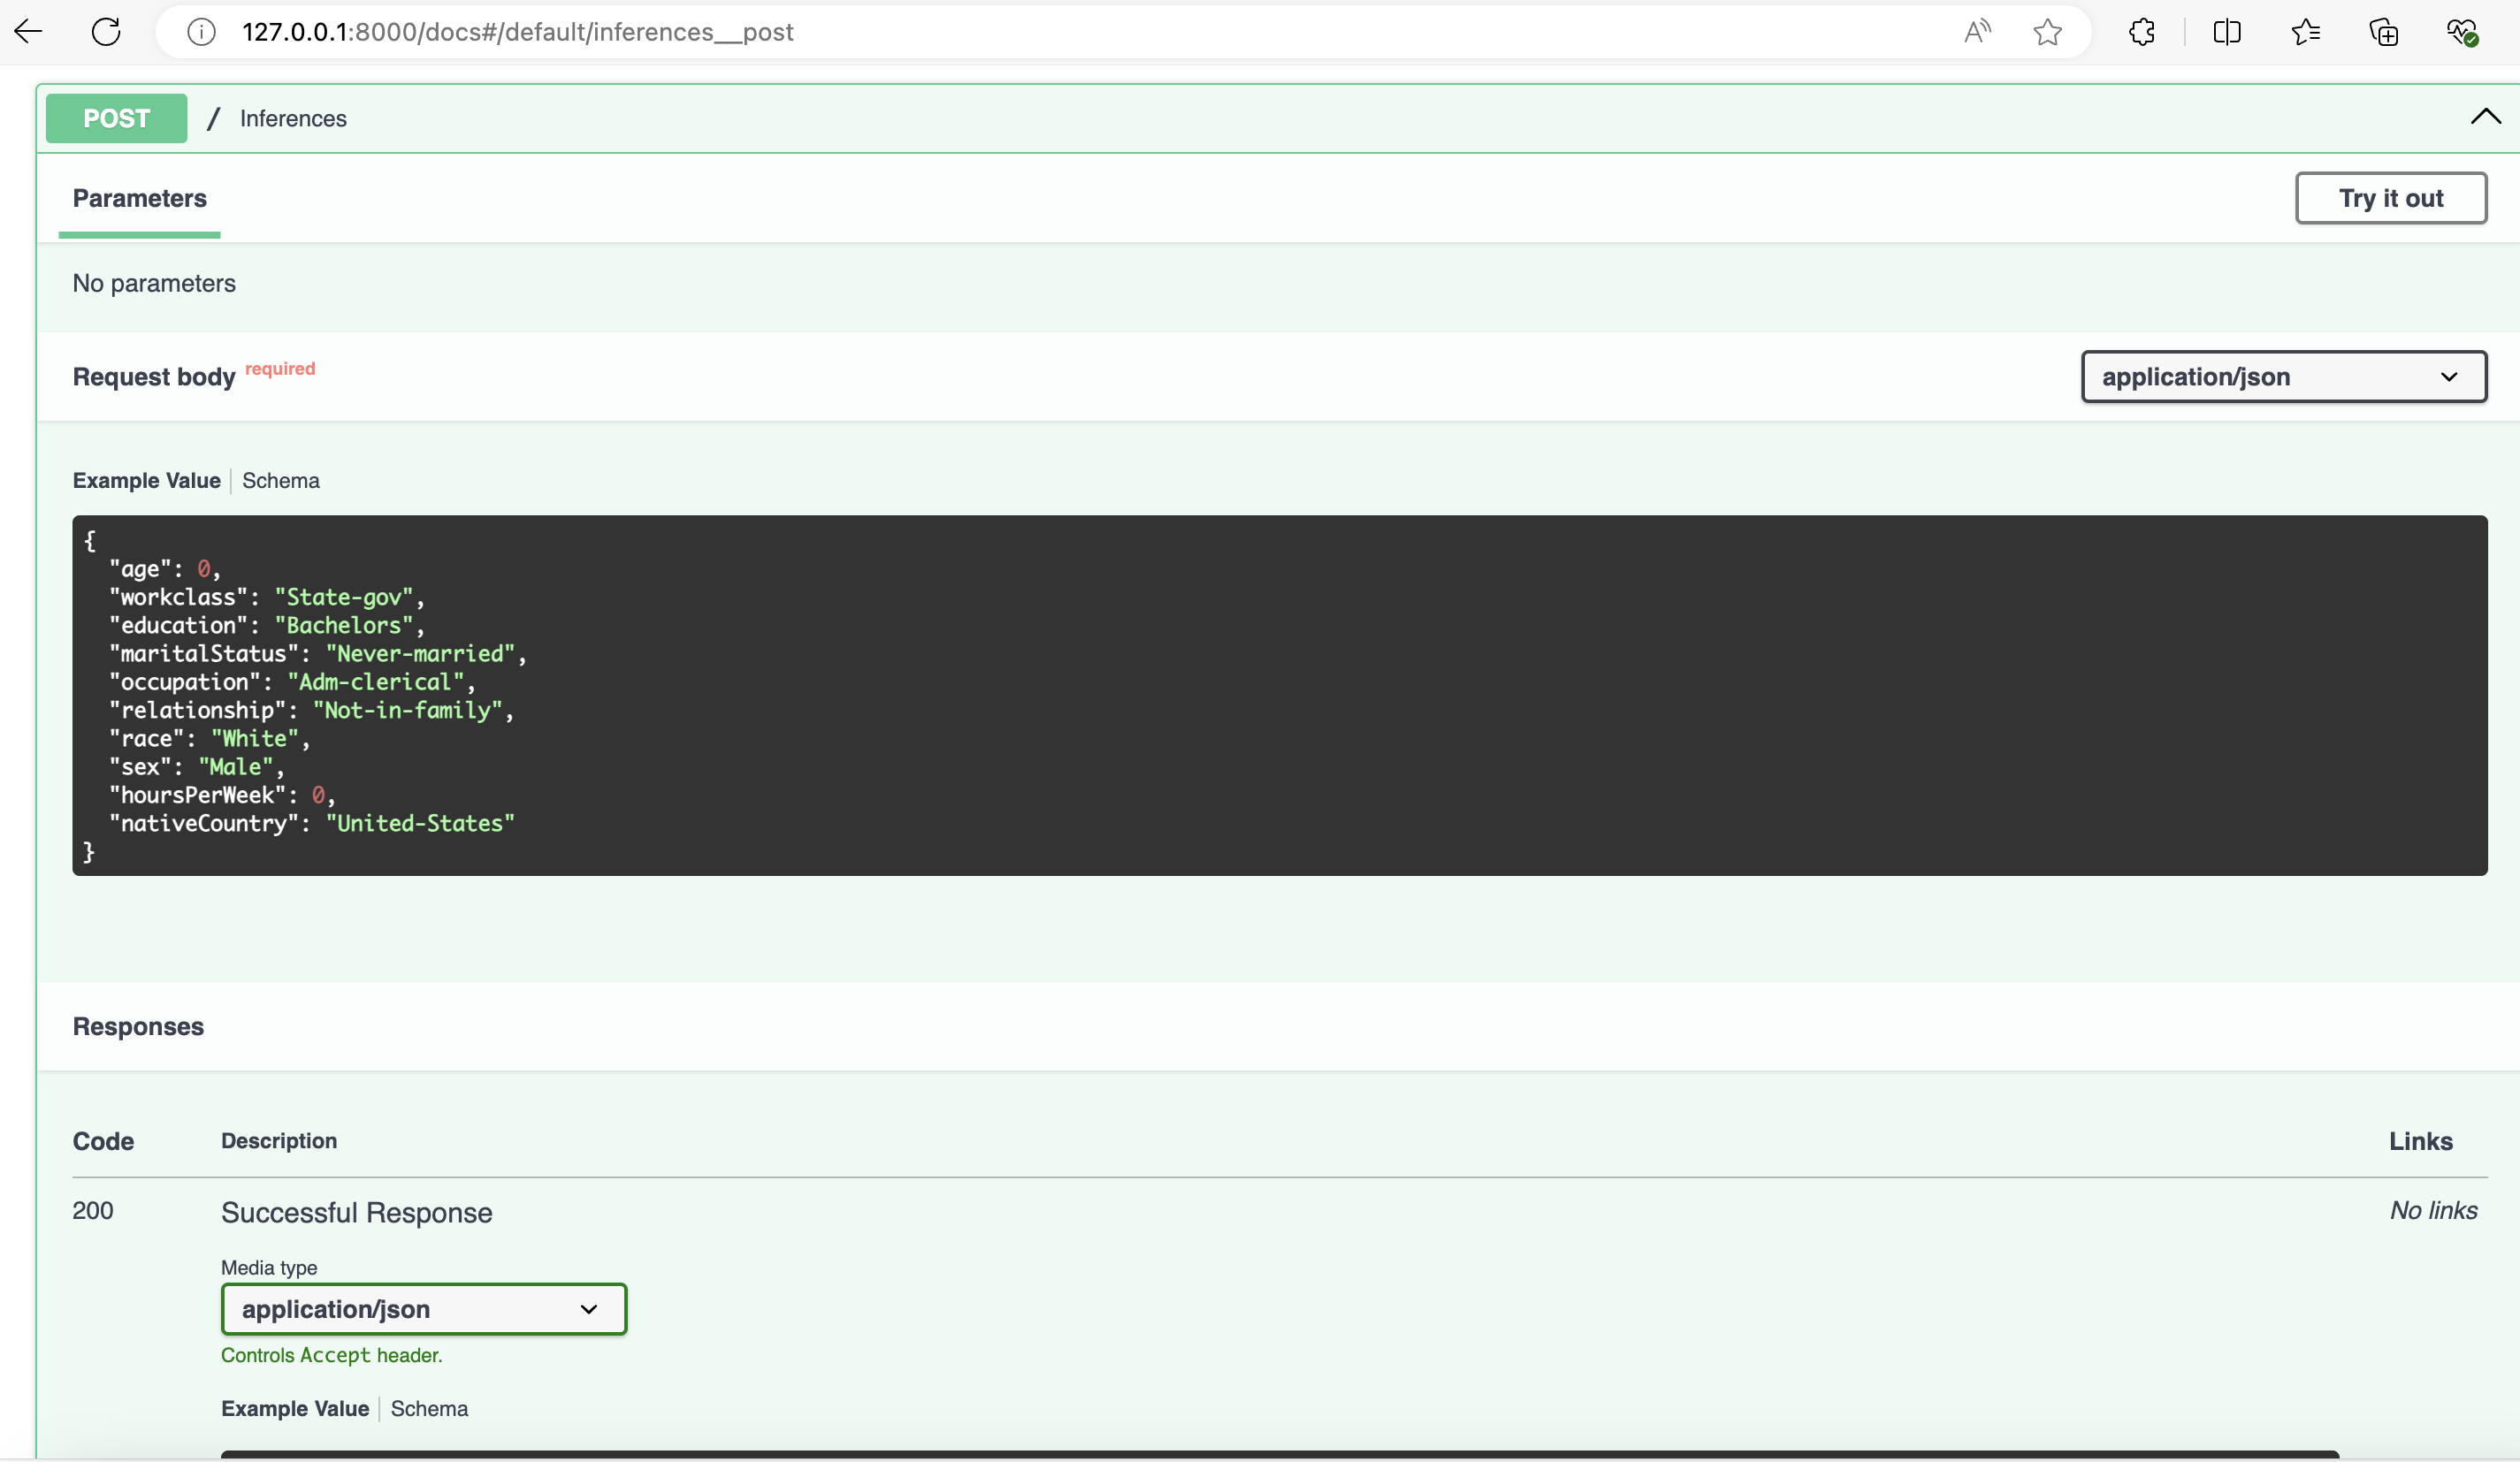 127.0.0.1:8000/docs#/default/inferences__post
POST / Inferences
Parameters
Try it out
No parameters
Request body required
application/json
Example Value Schema
{
  "age": 0,
  "workclass": "State-gov",
  "education": "Bachelors",
  "maritalStatus": "Never-married",
  "occupation": "Adm-clerical",
  "relationship": "Not-in-family",
  "race": "White",
  "sex": "Male",
  "hoursPerWeek": 0,
  "nativeCountry": "United-States"
}
Responses
Code Description Links
200 Successful Response No links
Media type
application/json
Controls Accept header.
Example Value Schema